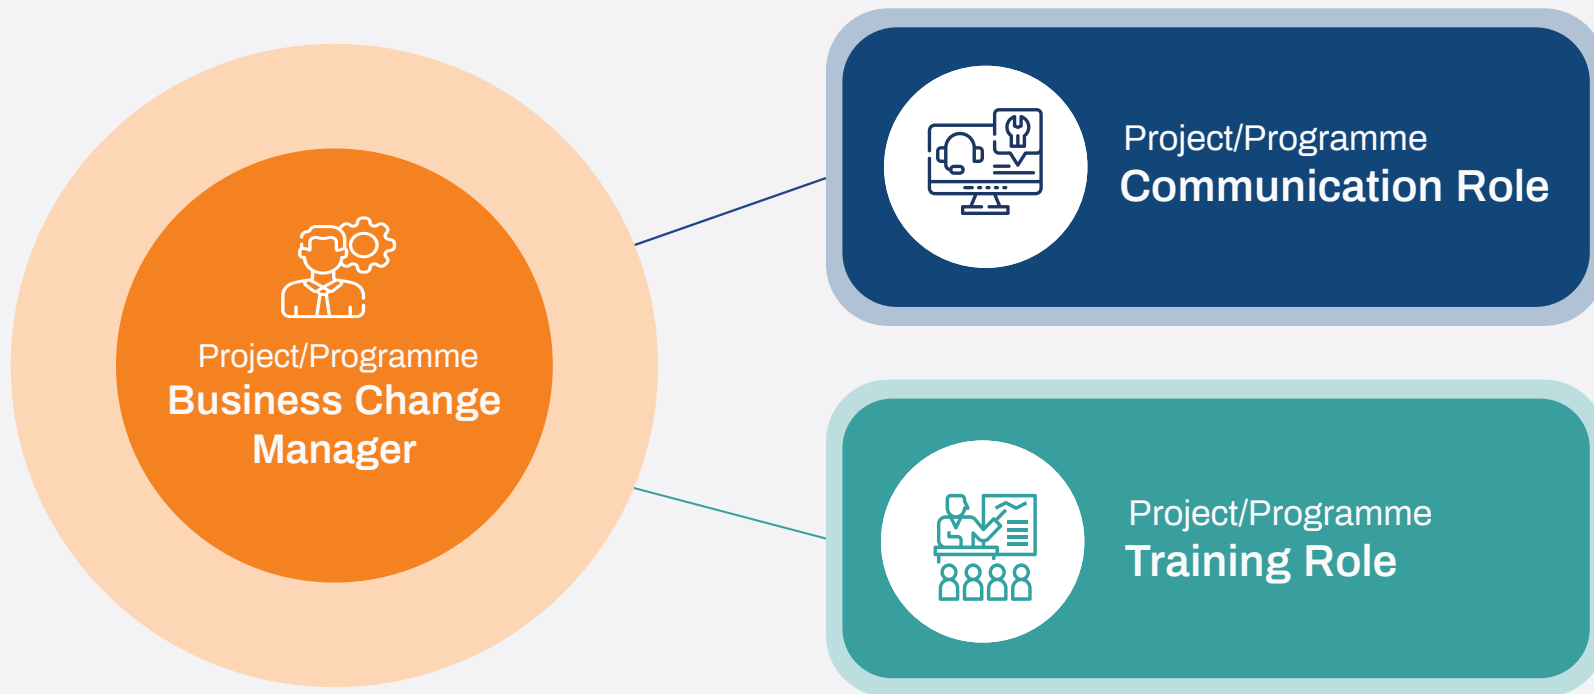 Project/Programme
Business Change
Manager
Project/Programme
Communication Role
Project/Programme
Training Role